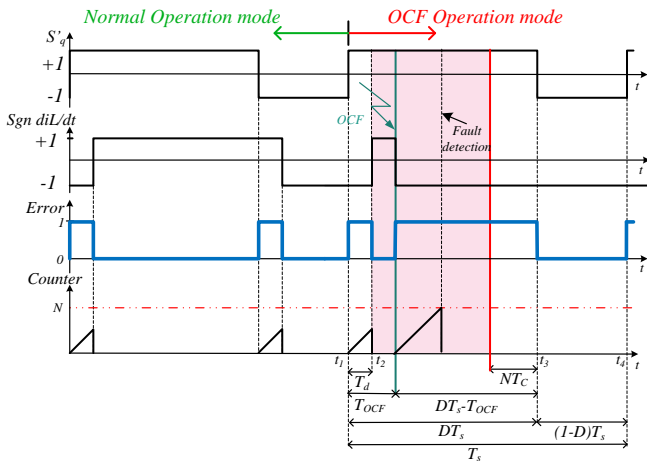 Normal Operation mode
OCF Operation mode
S'q
+1
-1
t
OCF
Fault
detection
Sgn diL/dt
+1
-1
t
Error
1
0
t
Counter
N
t1
t2
t3
t4
t
Td
NTC
TOCF
DTs-TOCF
DTs
(1-D)Ts
Ts